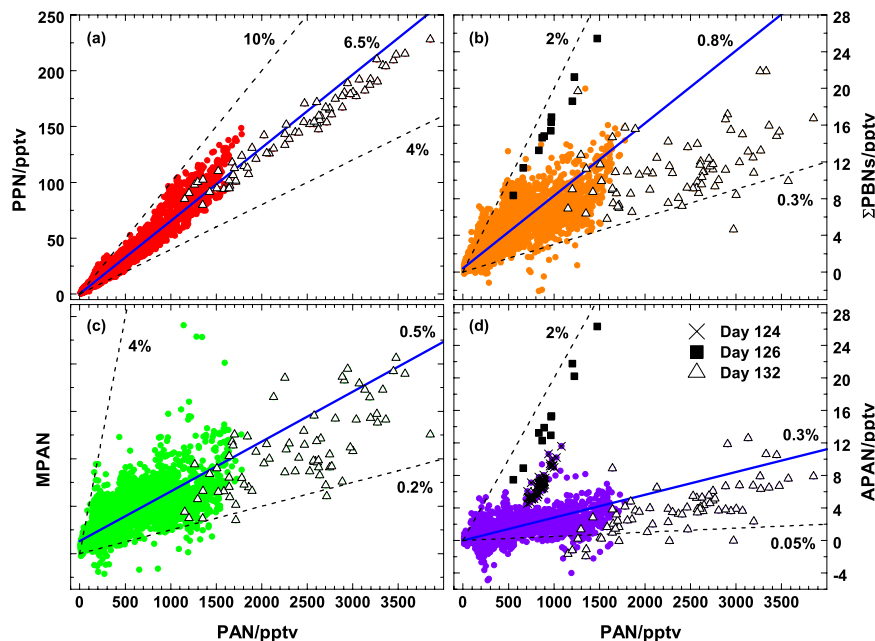 (a)
10%
6.5%
4%
PPN/pptv
250
200
150
100
50
0
(b)
2%
0.8%
0.3%
ΣPBNs/pptv
28
24
20
16
12
8
4
0
(c)
4%
0.5%
0.2%
MPAN
0 500 1000 1500 2000 2500 3000 3500
PAN/pptv
(d)
2%
Day 124
Day 126
Day 132
0.3%
0.05%
APAN/pptv
28
24
20
16
12
8
4
0
-4
0 500 1000 1500 2000 2500 3000 3500
PAN/pptv